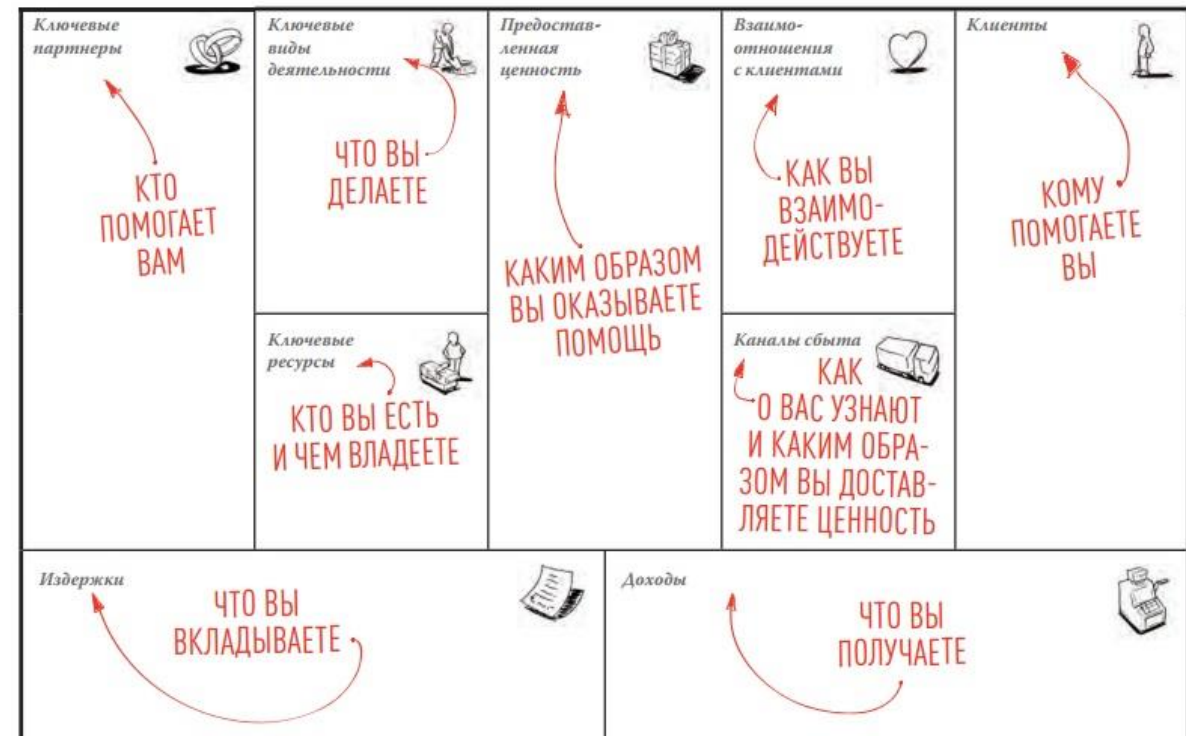 Ключевые
партнеры
КТО
ПОМОГАЕТ
ВАМ
Ключевые
виды
деятельности
ЧТО ВЫ
ДЕЛАЕТЕ
Ключевые
ресурсы
КТО ВЫ ЕСТЬ
И ЧЕМ ВЛАДЕЕТЕ
Предостав-
ленная
ценность
КАКИМ ОБРАЗОМ
ВЫ ОКАЗЫВАЕТЕ
ПОМОЩЬ
Взаимо-
отношения
с клиентами
КАК ВЫ
ВЗАИМО-
ДЕЙСТВУЕТЕ
Каналы сбыта
КАК
О ВАС УЗНАЮТ
И КАКИМ ОБРА-
ЗОМ ВЫ ДОСТАВ-
ЛЯЕТЕ ЦЕННОСТЬ
Клиенты
КОМУ
ПОМОГАЕТЕ
ВЫ
Издержки
ЧТО ВЫ
ВКЛАДЫВАЕТЕ
Доходы
ЧТО ВЫ
ПОЛУЧАЕТЕ